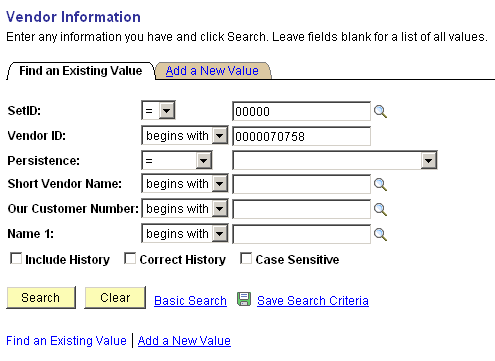 Vendor Information
Enter any information you have and click Search. Leave fields blank for a list of all values.
Find an Existing Value Add a New Value
SetID: = 00000
Vendor ID: begins with 0000070758
Persistence: =
Short Vendor Name: begins with
Our Customer Number: begins with
Name 1: begins with
Include History Correct History Case Sensitive
Search Clear Basic Search Save Search Criteria
Find an Existing Value | Add a New Value